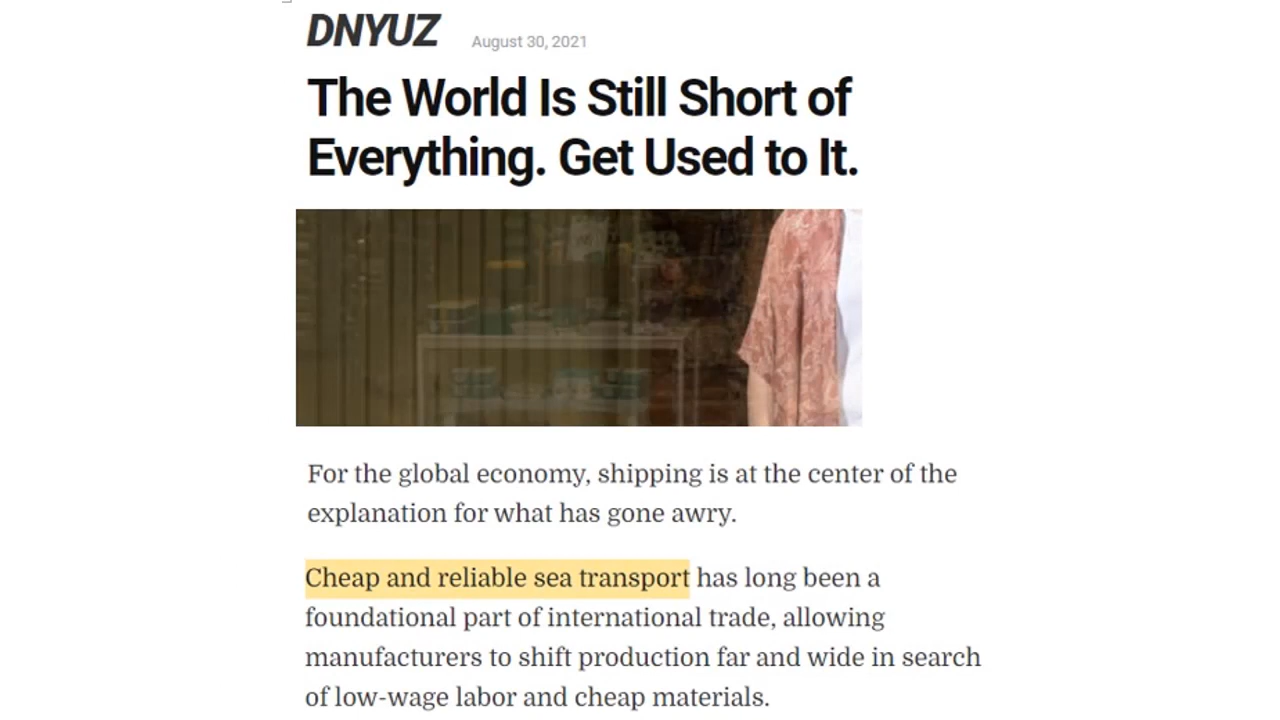 DNYUZ August 30, 2021
The World Is Still Short of
Everything. Get Used to It.
For the global economy, shipping is at the center of the
explanation for what has gone awry.
Cheap and reliable sea transport has long been a
foundational part of international trade, allowing
manufacturers to shift production far and wide in search
of low-wage labor and cheap materials.